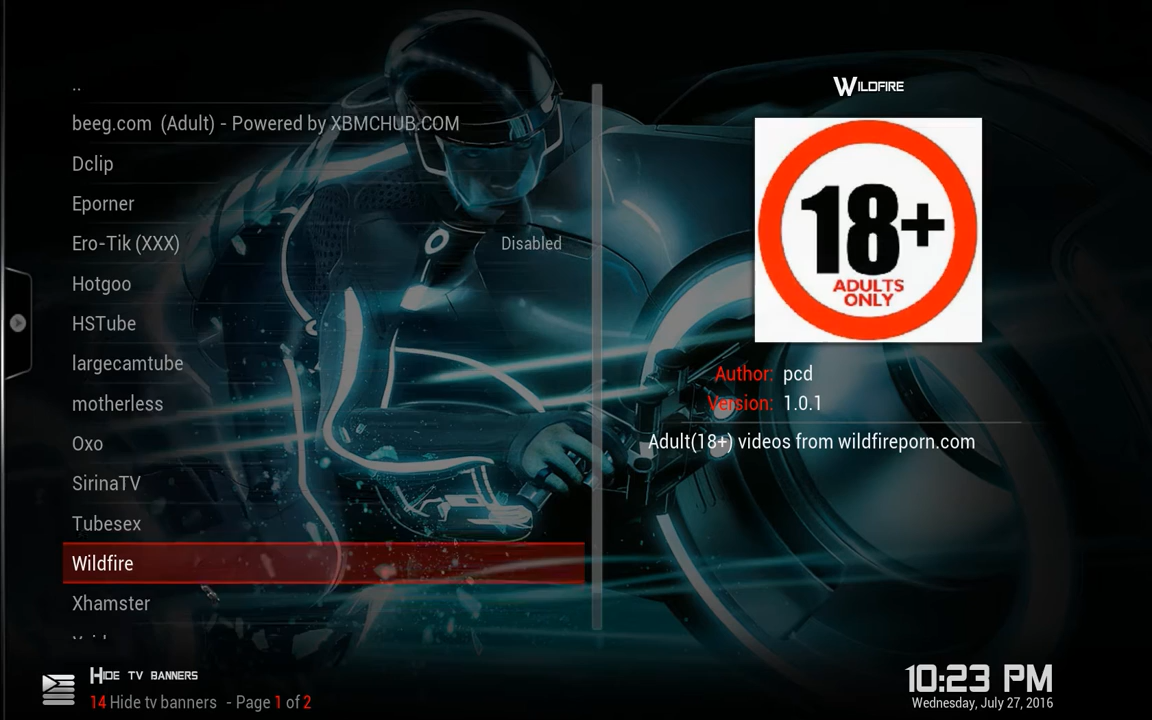 ..
beeg.com (Adult) - Powered by XBMCHUB.COM
Dclip
Eporner
Ero-Tik (XXX) Disabled
Hotgoo
HSTube
largecamtube
motherless
Oxo
SirinaTV
Tubesex
Wildfire
Xhamster
WILDFIRE
18+
ADULTS
ONLY
Author: pcd
Version: 1.0.1
Adult(18+) videos from wildfireporn.com
HIDE TV BANNERS
14 Hide tv banners - Page 1 of 2
10:23 PM
Wednesday, July 27, 2016